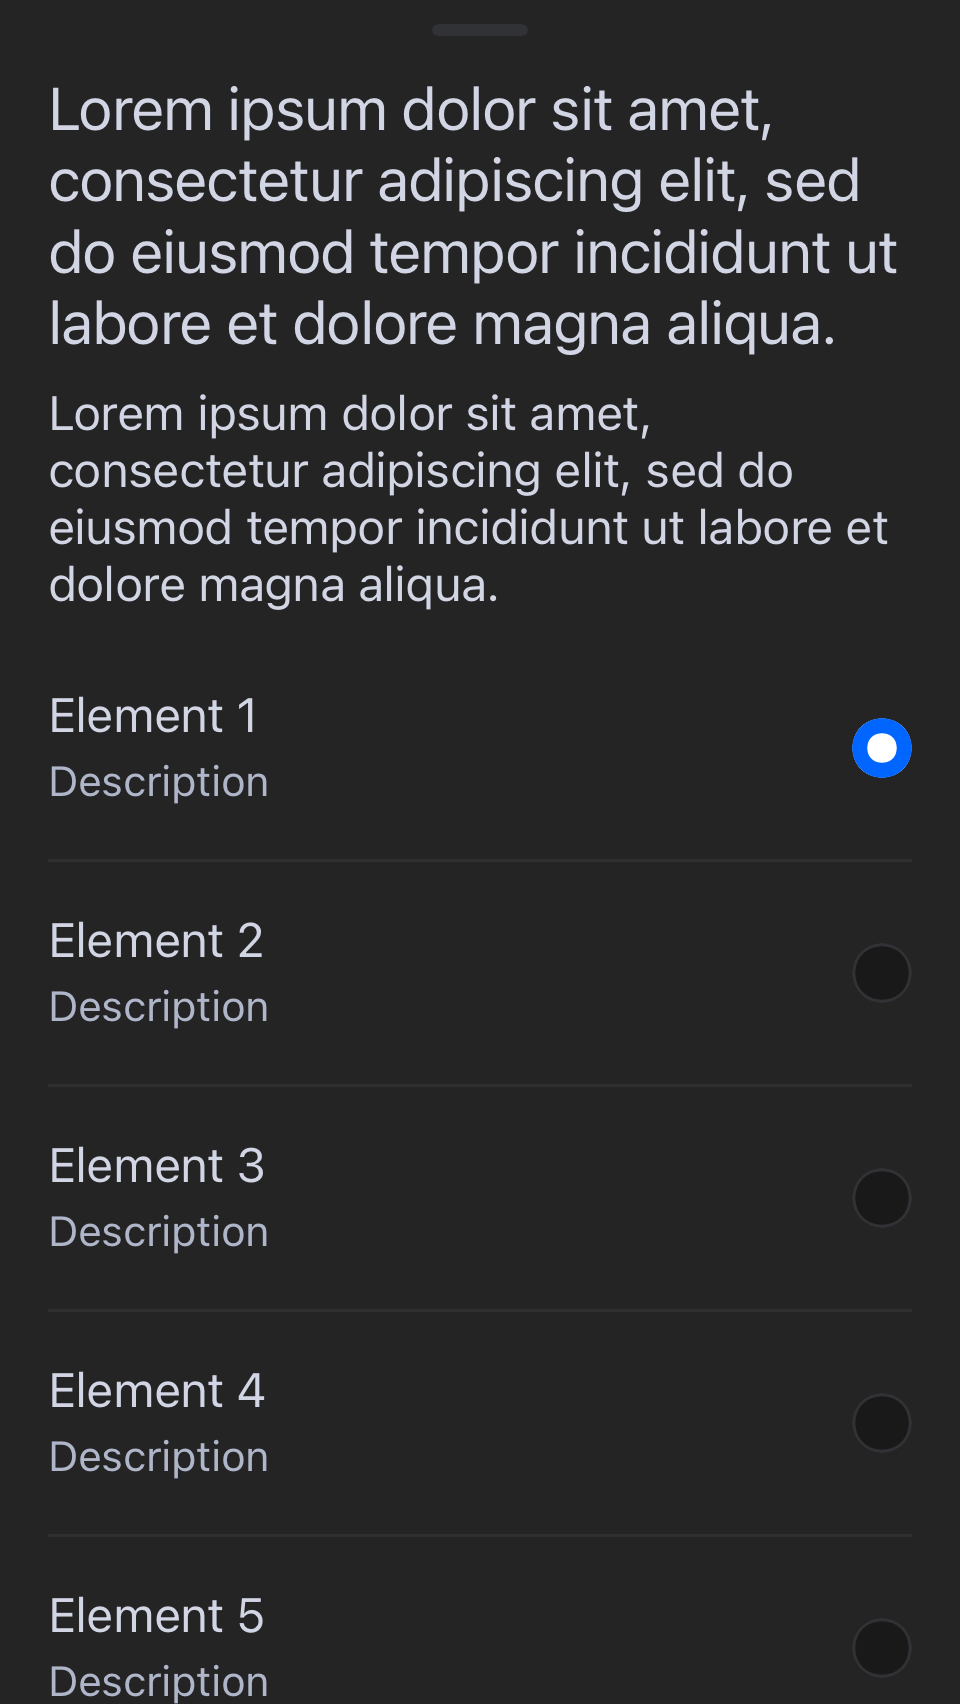 Lorem ipsum dolor sit amet,
consectetur adipiscing elit, sed
do eiusmod tempor incididunt ut
labore et dolore magna aliqua.
Lorem ipsum dolor sit amet,
consectetur adipiscing elit, sed do
eiusmod tempor incididunt ut labore et
dolore magna aliqua.
Element 1
Description
Element 2
Description
Element 3
Description
Element 4
Description
Element 5
Description